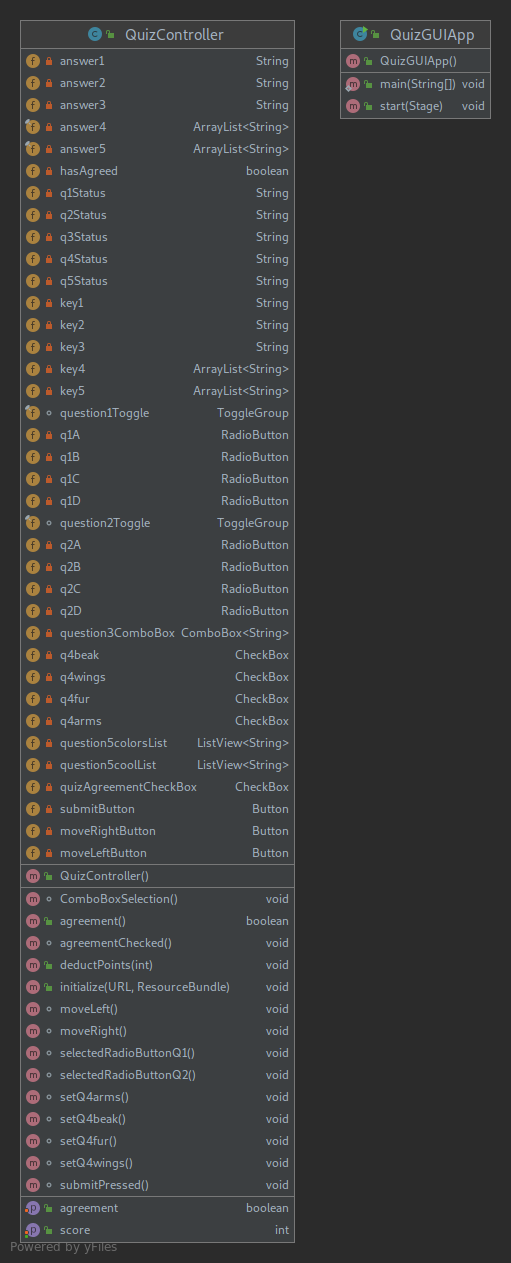 QuizController
answer1 String
answer2 String
answer3 String
answer4 ArrayList<String>
answer5 ArrayList<String>
hasAgreed boolean
q1Status String
q2Status String
q3Status String
q4Status String
q5Status String
key1 String
key2 String
key3 String
key4 ArrayList<String>
key5 ArrayList<String>
question1Toggle ToggleGroup
q1A RadioButton
q1B RadioButton
q1C RadioButton
q1D RadioButton
question2Toggle ToggleGroup
q2A RadioButton
q2B RadioButton
q2C RadioButton
q2D RadioButton
question3ComboBox ComboBox<String>
q4beak CheckBox
q4wings CheckBox
q4fur CheckBox
q4arms CheckBox
question5colorsList ListView<String>
question5coolList ListView<String>
quizAgreementCheckBox CheckBox
submitButton Button
moveRightButton Button
moveLeftButton Button
QuizController()
ComboBoxSelection() void
agreement() boolean
agreementChecked() void
deductPoints(int) void
initialize(URL, ResourceBundle) void
moveLeft() void
moveRight() void
selectedRadioButtonQ1() void
selectedRadioButtonQ2() void
setQ4arms() void
setQ4beak() void
setQ4fur() void
setQ4wings() void
submitPressed() void
agreement boolean
score int
QuizGUIApp
QuizGUIApp()
main(String[]) void
start(Stage) void
Powered by yFiles